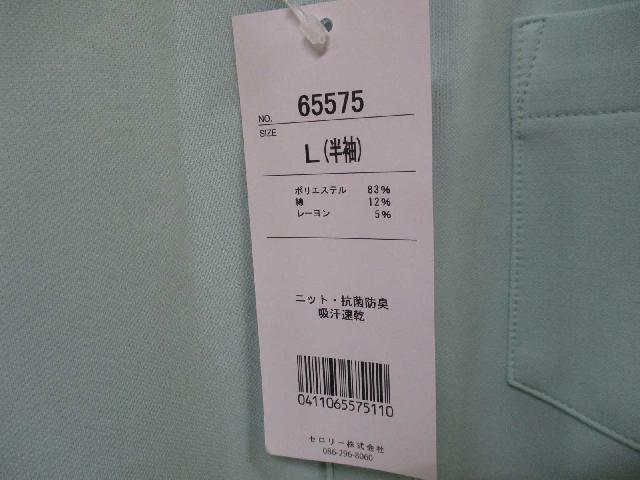 NO. 65575
SIZE
L(半袖)
ポリエステル 83%
綿 12%
レーヨン 5%
ニット・抗菌防臭
吸汗速乾
0411065575110
セロリー株式会社
086-296-8060